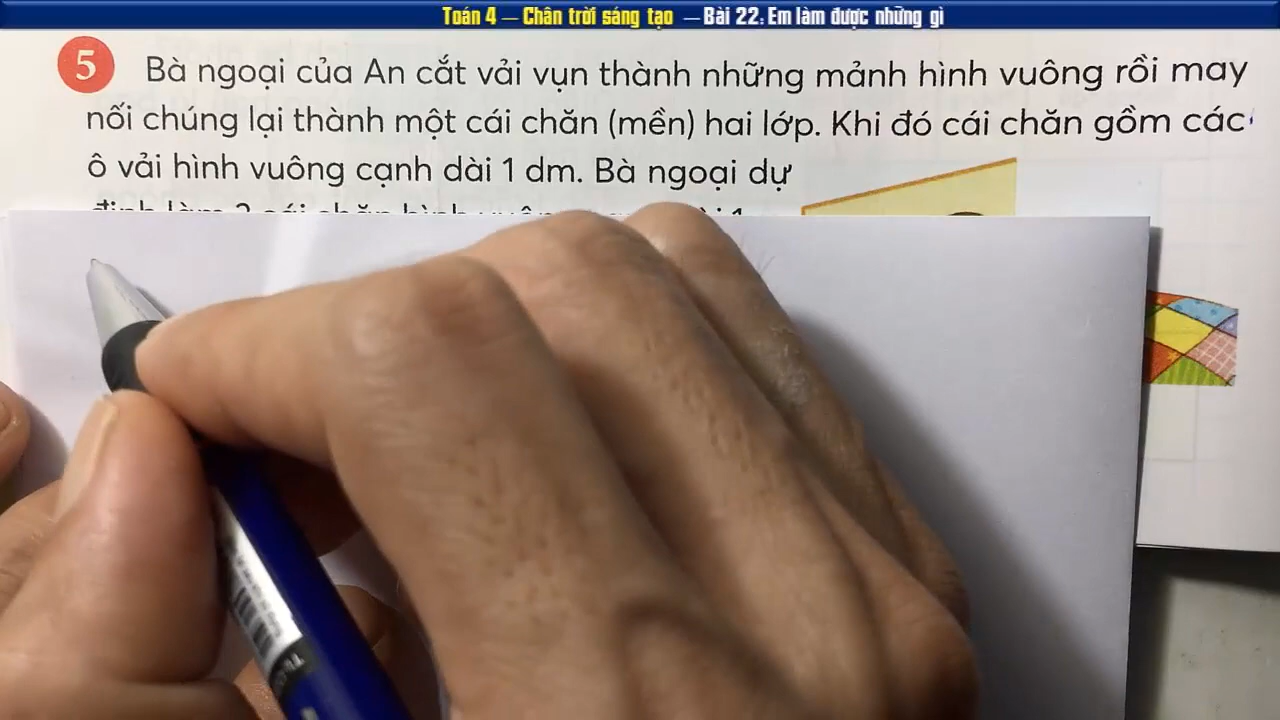 Toán 4 – Chân trời sáng tạo – Bài 22: Em làm được những gì
5 Bà ngoại của An cắt vải vụn thành những mảnh hình vuông rồi may
nối chúng lại thành một cái chăn (mền) hai lớp. Khi đó cái chăn gồm các
ô vải hình vuông cạnh dài 1 dm. Bà ngoại dự